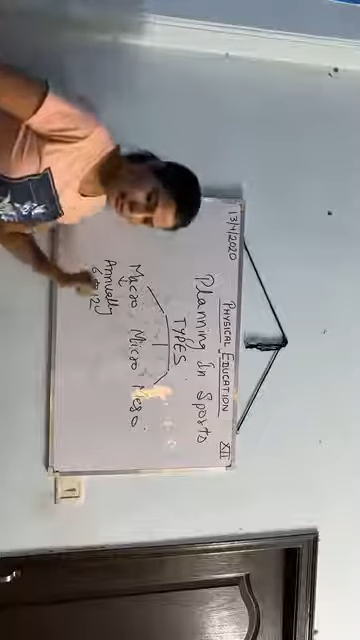 13/4/2020 PHYSICAL EDUCATION XII
Planning In Sports
TYPES
Macro Micro Meso
Annually